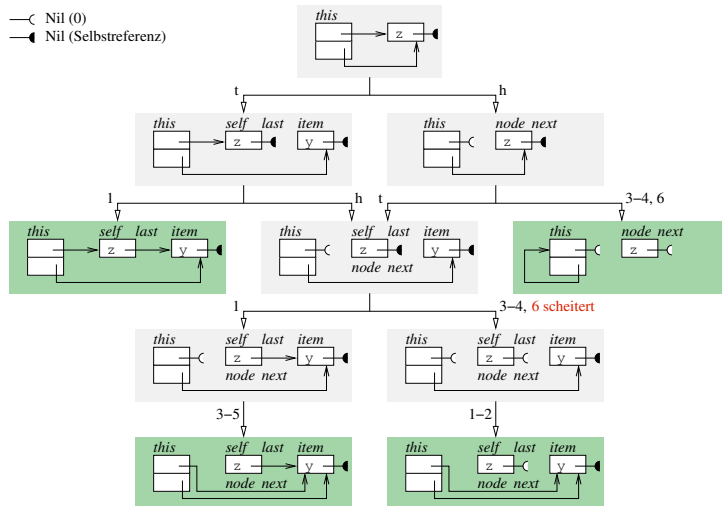 Nil (0)
Nil (Selbstreferenz)
this
z
t
h
this self last item
z y
this node next
z
l
h
t
3–4, 6
this self last item
z y
this self last item
z y
node next
this node next
z
l
3–4, 6 scheitert
this self last item
z y
node next
this self last item
z y
node next
3–5
1–2
this self last item
z y
node next
this self last item
z y
node next